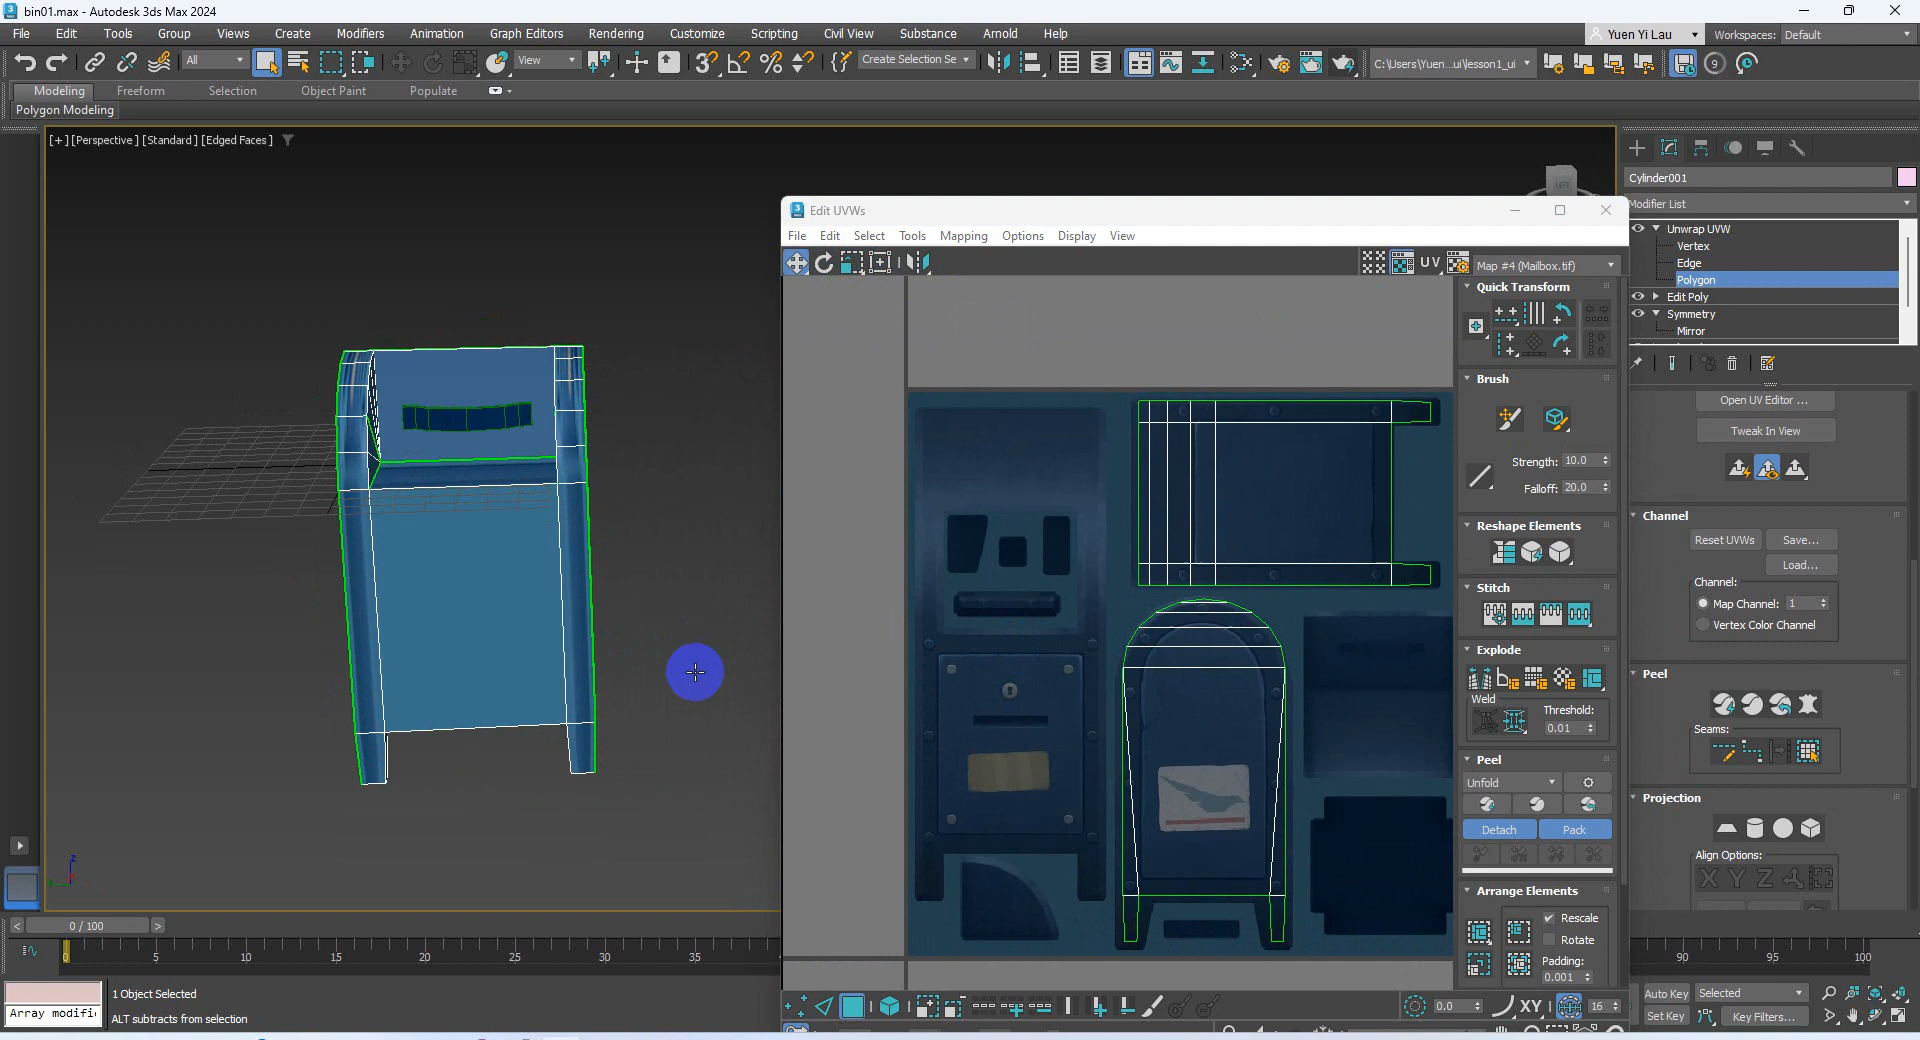 bin01.max - Autodesk 3ds Max 2024
File Edit Tools Group Views Create Modifiers Animation Graph Editors Rendering Customize Scripting Civil View Substance Arnold Help
Yuen Yi Lau Workspaces: Default
All View Create Selection Se C:\Users\Yuen...ui\lesson1_ui 9
Modeling Freeform Selection Object Paint Populate
Polygon Modeling
[+][Perspective][Standard][Edged Faces]
Cylinder001
Modifier List
Unwrap UVW
Vertex
Edge
Polygon
Edit Poly
Symmetry
Mirror
Open UV Editor ...
Tweak In View
Channel
Reset UVWs Save...
Load...
Channel:
Map Channel: 1
Vertex Color Channel
Peel
Seams:
Projection
Align Options:
X Y Z
Edit UVWs
File Edit Select Tools Mapping Options Display View
UV Map #4 (Mailbox.tif)
Quick Transform
Brush
Strength: 10.0
Falloff: 20.0
Reshape Elements
Stitch
Explode
Weld
Threshold:
0.01
Peel
Unfold
Detach Pack
Arrange Elements
Rescale
Rotate
Padding:
0.001
0.0 XY 16
0 / 100
0 5 10 15 20 25 30 35 90 95 100
1 Object Selected
Array modifi
ALT subtracts from selection
Auto Key Selected
Set Key Key Filters...